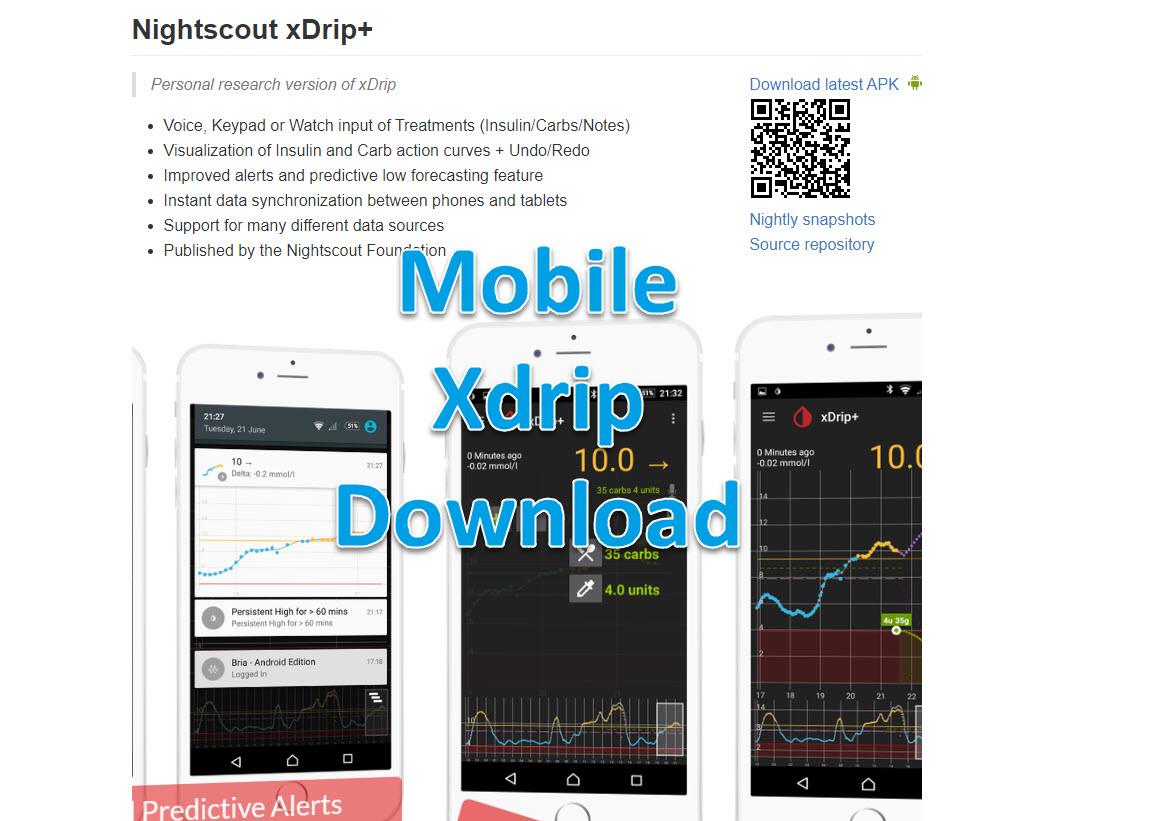 Nightscout xDrip+
Personal research version of xDrip
Download latest APK
• Voice, Keypad or Watch input of Treatments (Insulin/Carbs/Notes)
• Visualization of Insulin and Carb action curves + Undo/Redo
• Improved alerts and predictive low forecasting feature
• Instant data synchronization between phones and tablets
• Support for many different data sources
• Published by the Nightscout Foundation
Nightly snapshots
Source repository
Mobile
Xdrip
Download
21:27
Tuesday, 21 June
51%
10 →
21:27
Delta: -0.2 mmol/l
Persistent High for > 60 mins
21:17
Persistent High for > 60 mins
Bria - Android Edition
17:18
Logged In
Predictive Alerts
51% 21:32
xDrip+
0 Minutes ago
-0.02 mmol/l
10.0 →
35 carbs 4 units
35 carbs
4.0 units
10
4
xDrip+
0 Minutes ago
-0.02 mmol/l
10.0
14
12
10
8
6
4
2
4u 35g
17 18 19 20 21 22
14
8
2